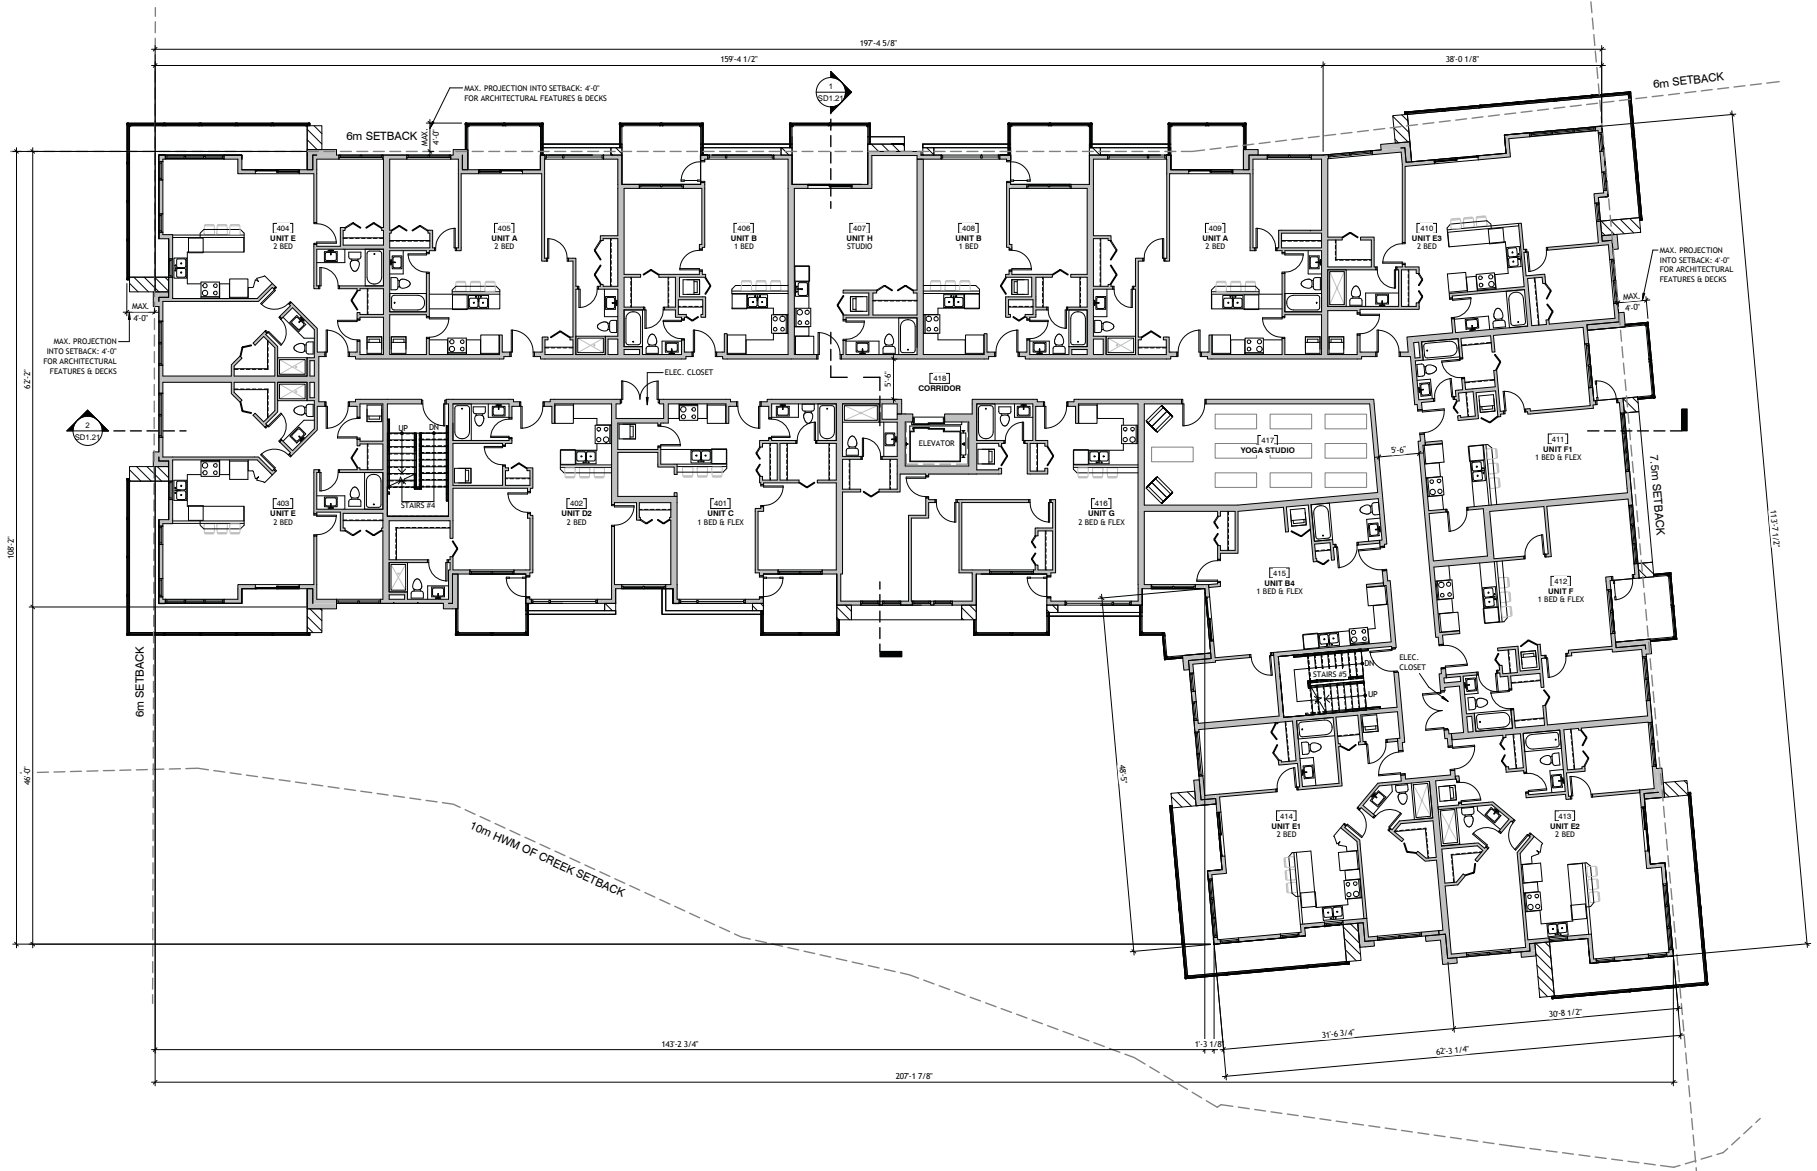 197'-4 5/8"
159'-4 1/2"
38'-0 1/8"
MAX. PROJECTION INTO SETBACK: 4'-0"
FOR ARCHITECTURAL FEATURES & DECKS
1
SD1.21
6m SETBACK
6m SETBACK
MAX.
4'-0"
[404]
UNIT E
2 BED
[405]
UNIT A
2 BED
[406]
UNIT B
1 BED
[407]
UNIT H
STUDIO
[408]
UNIT B
1 BED
[409]
UNIT A
2 BED
[410]
UNIT E3
2 BED
MAX. PROJECTION
INTO SETBACK: 4'-0"
FOR ARCHITECTURAL
FEATURES & DECKS
MAX.
4'-0"
MAX.
4'-0"
MAX. PROJECTION
INTO SETBACK: 4'-0"
FOR ARCHITECTURAL
FEATURES & DECKS
62'-2"
ELEC. CLOSET
5'-6"
[418]
CORRIDOR
2
SD1.21
UP
DN
STAIRS #4
ELEVATOR
[417]
YOGA STUDIO
5'-6"
[411]
UNIT F1
1 BED & FLEX
7.5m SETBACK
113'-7 1/2"
108'-2"
[403]
UNIT E
2 BED
[402]
UNIT D2
2 BED
[401]
UNIT C
1 BED & FLEX
[416]
UNIT G
2 BED & FLEX
[415]
UNIT B4
1 BED & FLEX
[412]
UNIT F
1 BED & FLEX
6m SETBACK
ELEC.
CLOSET
STAIRS #5
DN
UP
46'-0"
48'-5"
10m HWM OF CREEK SETBACK
[414]
UNIT E1
2 BED
[413]
UNIT E2
2 BED
30'-8 1/2"
31'-6 3/4"
143'-2 3/4"
1'-3 1/8"
62'-3 1/4"
207'-1 7/8"